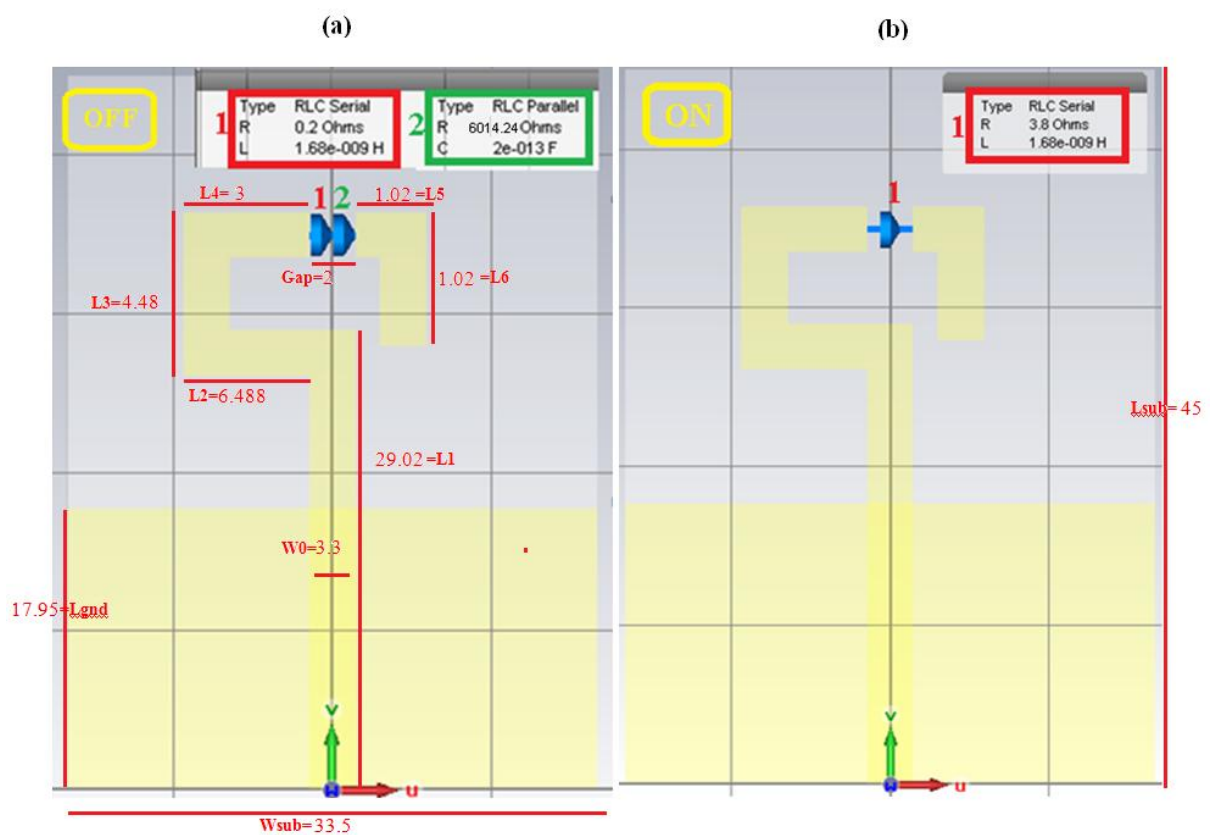 (a)
OFF
1
Type RLC Serial
R 0.2 Ohms
L 1.68e-009 H
2
Type RLC Parallel
R 6014.24 Ohms
C 2e-013 F
L4= 3
1 2
1.02 =L5
Gap=2
L3=4.48
1.02 =L6
L2=6.488
29.02 =L1
W0=3.3
17.95=Lgnd
v
w
u
Wsub=33.5
(b)
ON
1
Type RLC Serial
R 3.8 Ohms
L 1.68e-009 H
1
Lsub= 45
v
w
u